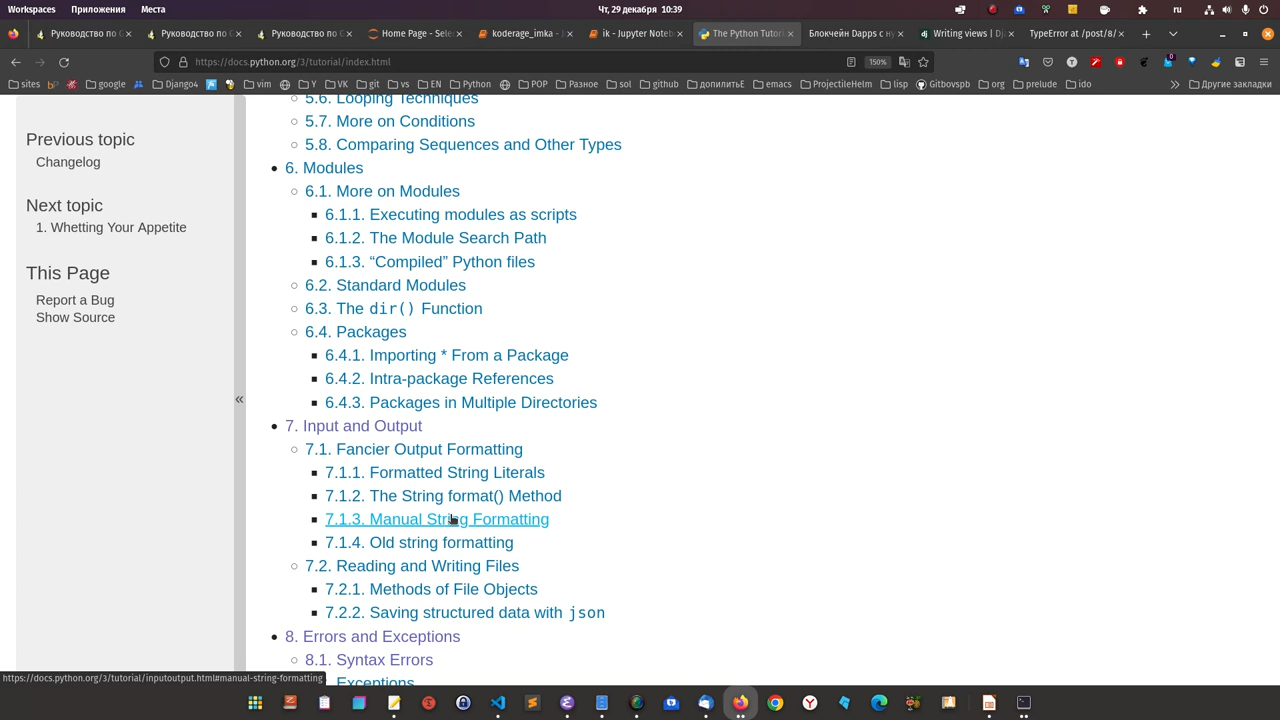 Workspaces Приложения Места
Чт, 29 декабря 10:39
ru
Руководство по С
Руководство по С
Руководство по С
Home Page - Sele
koderage_imka -
ik - Jupyter Noteb
The Python Tutori
Блокчейн Dapps с ну
Writing views | Dja
TypeError at /post/8/
https://docs.python.org/3/tutorial/index.html
150%
sites
google
Django4
vim
Y
VK
git
vs
EN
Python
POP
Разное
sol
github
допилитьЕ
emacs
ProjectileHelm
lisp
Gitbovspb
org
prelude
ido
Другие закладки
Previous topic
Changelog
Next topic
1. Whetting Your Appetite
This Page
Report a Bug
Show Source
«
5.6. Looping Techniques
5.7. More on Conditions
5.8. Comparing Sequences and Other Types
6. Modules
6.1. More on Modules
6.1.1. Executing modules as scripts
6.1.2. The Module Search Path
6.1.3. “Compiled” Python files
6.2. Standard Modules
6.3. The dir() Function
6.4. Packages
6.4.1. Importing * From a Package
6.4.2. Intra-package References
6.4.3. Packages in Multiple Directories
7. Input and Output
7.1. Fancier Output Formatting
7.1.1. Formatted String Literals
7.1.2. The String format() Method
7.1.3. Manual String Formatting
7.1.4. Old string formatting
7.2. Reading and Writing Files
7.2.1. Methods of File Objects
7.2.2. Saving structured data with json
8. Errors and Exceptions
8.1. Syntax Errors
Exceptions
https://docs.python.org/3/tutorial/inputoutput.html#manual-string-formatting